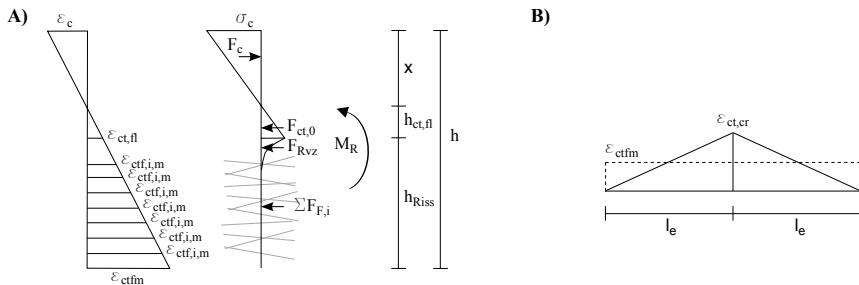 A)
ε_c
σ_c
F_c
x
ε_ct,fl
F_ct,0
h_ct,fl
F_Rvz
M_R
h
ε_ctf,i,m
ε_ctf,i,m
ε_ctf,i,m
ε_ctf,i,m
ε_ctf,i,m
ε_ctf,i,m
ε_ctf,i,m
ΣF_F,i
h_Riss
ε_ctfm
B)
ε_ct,cr
ε_ctfm
l_e
l_e